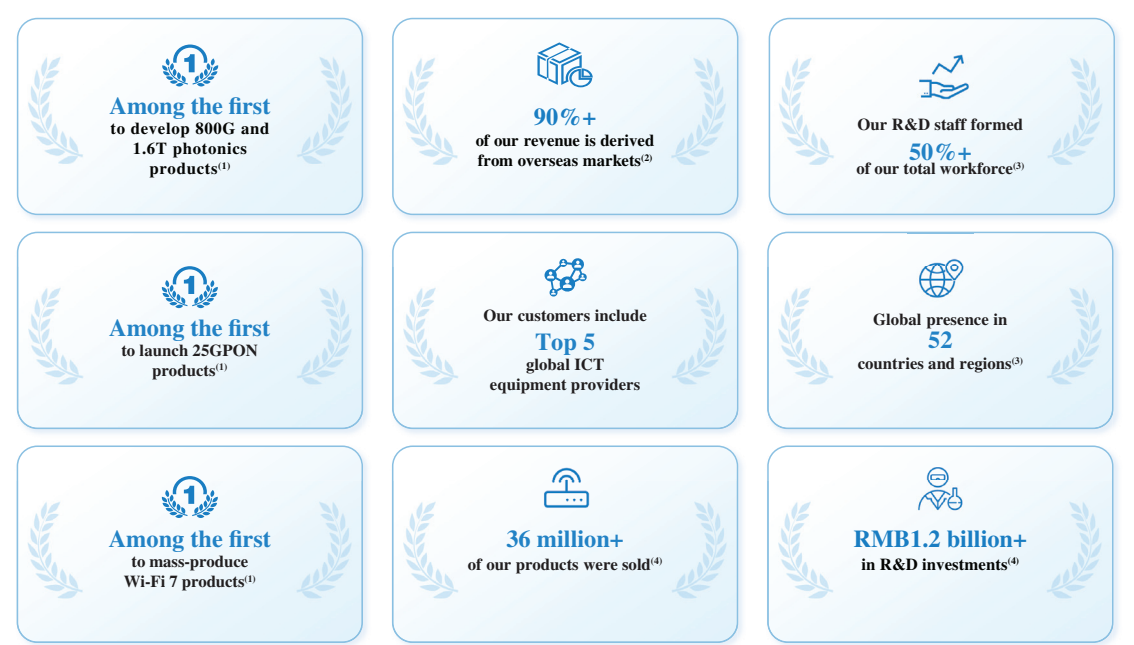 1
Among the first
to develop 800G and
1.6T photonics
products(1)
90%+
of our revenue is derived
from overseas markets(2)
Our R&D staff formed
50%+
of our total workforce(3)
1
Among the first
to launch 25GPON
products(1)
Our customers include
Top 5
global ICT
equipment providers
Global presence in
52
countries and regions(3)
1
Among the first
to mass-produce
Wi-Fi 7 products(1)
36 million+
of our products were sold(4)
RMB1.2 billion+
in R&D investments(4)